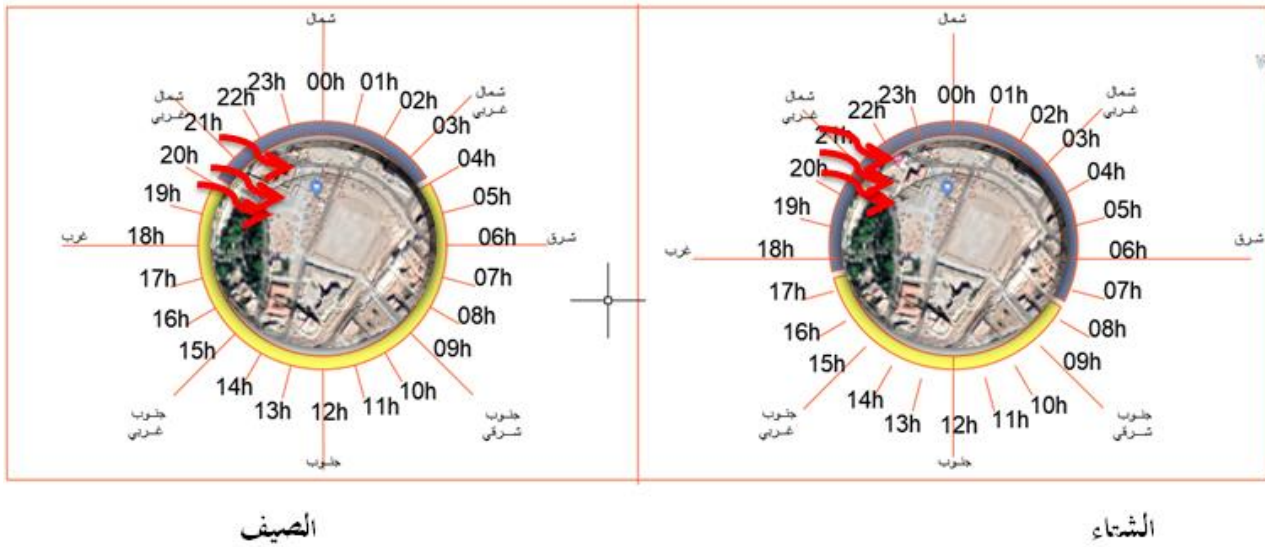 شمال
23h 00h 01h
22h 02h
شمال
غربي
شمال
غربي
21h 03h
20h 04h
19h 05h
غرب 18h 06h شرق
17h 07h
16h 08h
15h 09h
14h 10h
13h 12h 11h
جنوب
غربي
جنوب
شرقي
جنوب
الصيف
شمال
23h 00h 01h
22h 02h
شمال
غربي
شمال
غربي
21h 03h
20h 04h
19h 05h
غرب 18h 06h شرق
17h 07h
16h 08h
15h 09h
14h 10h
13h 12h 11h
جنوب
غربي
جنوب
شرقي
جنوب
الشتاء